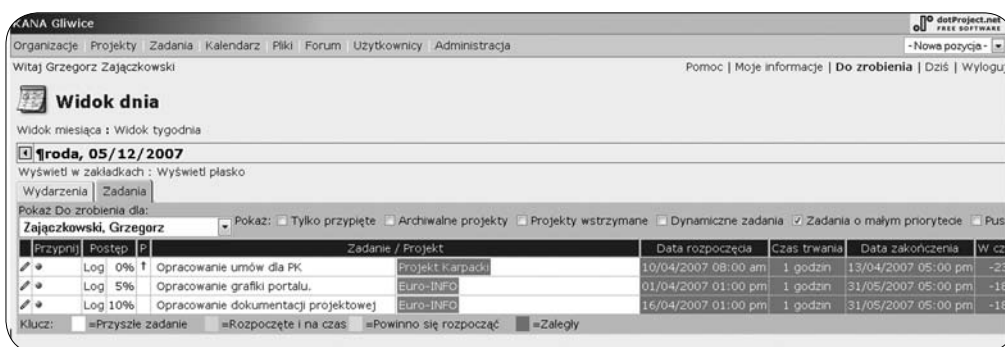 KANA Gliwice
dotProject.net
FREE SOFTWARE
Organizacje Projekty Zadania Kalendarz Pliki Forum Użytkownicy Administracja - Nowa pozycja -
Witaj Grzegorz Zajączkowski Pomoc | Moje informacje | Do zrobienia | Dziś | Wyloguj
Widok dnia
Widok miesiąca : Widok tygodnia
¶roda, 05/12/2007
Wyświetl w zakładkach : Wyświetl płasko
Wydarzenia Zadania
Pokaż Do zrobienia dla:
Zajączkowski, Grzegorz Pokaż: Tylko przypięte Archiwalne projekty Projekty wstrzymane Dynamiczne zadania Zadania o małym priorytecie Pus
Przypnij Postęp P Zadanie / Projekt Data rozpoczęcia Czas trwania Data zakończenia W cz
Log 0% Opracowanie umów dla PK Projekt Karpacki 10/04/2007 08:00 am 1 godzin 13/04/2007 05:00 pm -23
Log 5% Opracowanie grafiki portalu. Euro-INFO 01/04/2007 01:00 pm 1 godzin 31/05/2007 05:00 pm -18
Log 10% Opracowanie dokumentacji projektowej Euro-INFO 16/04/2007 01:00 pm 1 godzin 31/05/2007 05:00 pm -18
Klucz: =Przyszłe zadanie =Rozpoczęte i na czas =Powinno się rozpocząć =Zaległy